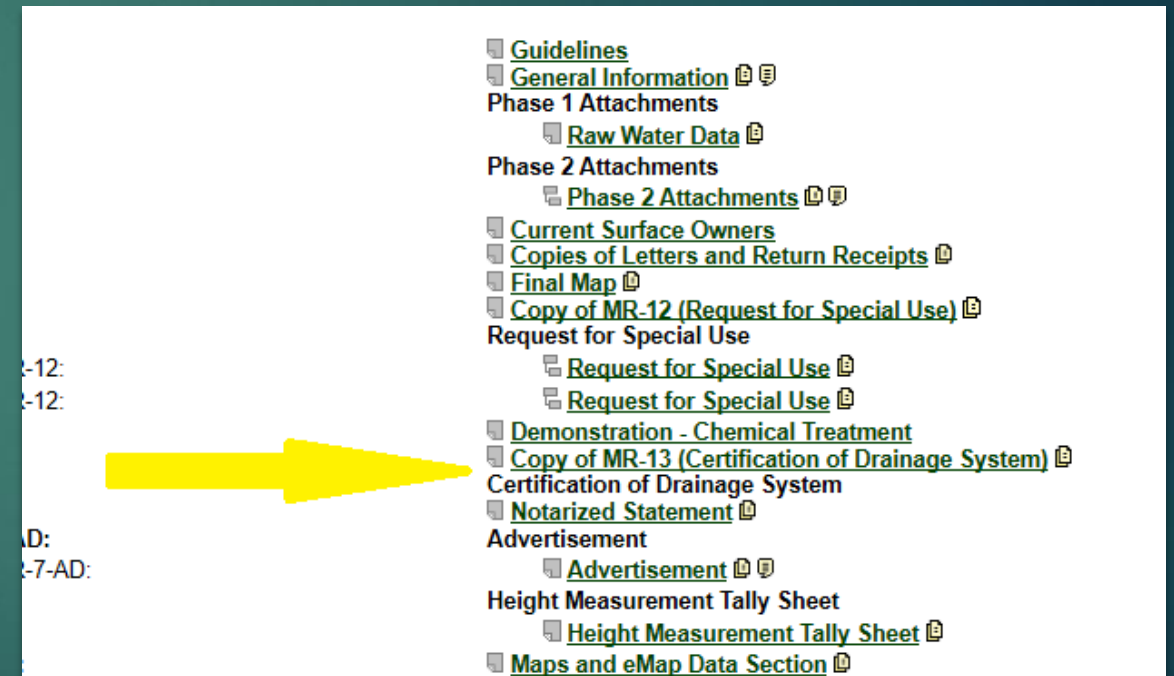 Guidelines
General Information
Phase 1 Attachments
Raw Water Data
Phase 2 Attachments
Phase 2 Attachments
Current Surface Owners
Copies of Letters and Return Receipts
Final Map
Copy of MR-12 (Request for Special Use)
Request for Special Use
-12: Request for Special Use
-12: Request for Special Use
Demonstration - Chemical Treatment
Copy of MR-13 (Certification of Drainage System)
Certification of Drainage System
Notarized Statement
AD: Advertisement
-7-AD: Advertisement
Height Measurement Tally Sheet
Height Measurement Tally Sheet
Maps and eMap Data Section